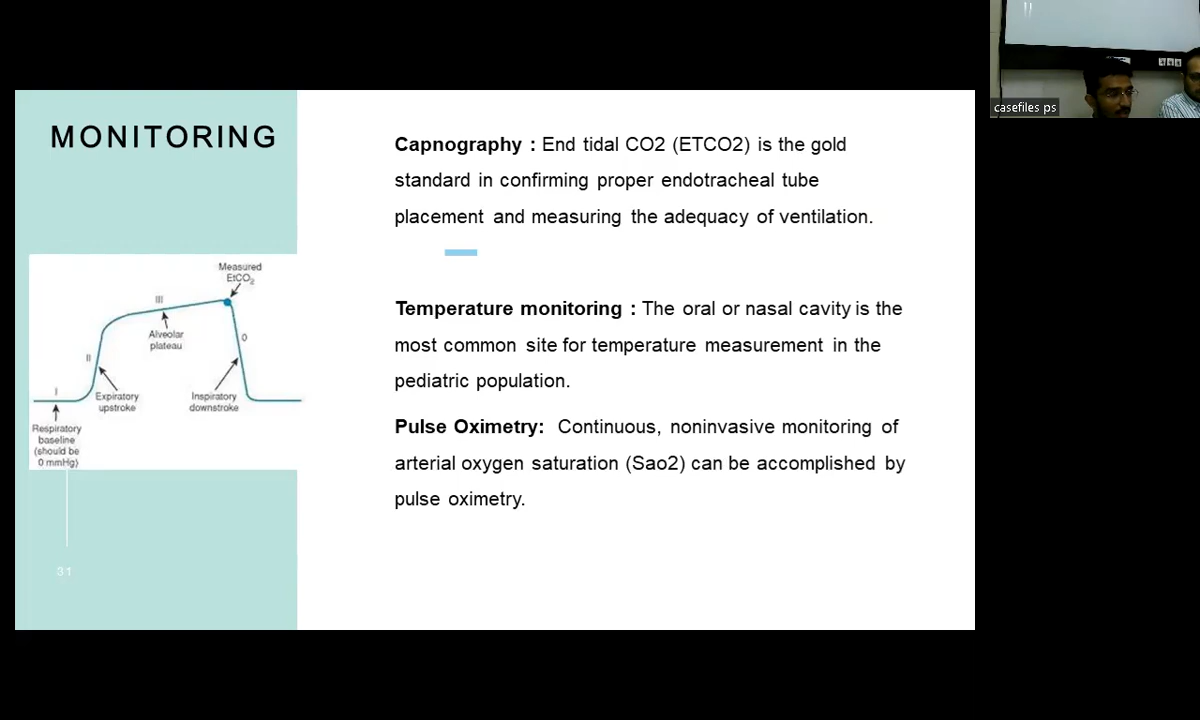 MONITORING
Capnography : End tidal CO2 (ETCO2) is the gold
standard in confirming proper endotracheal tube
placement and measuring the adequacy of ventilation.
Temperature monitoring : The oral or nasal cavity is the
most common site for temperature measurement in the
pediatric population.
Pulse Oximetry: Continuous, noninvasive monitoring of
arterial oxygen saturation (Sao2) can be accomplished by
pulse oximetry.
Measured
EtCO2
III
Alveolar
plateau
0
II
I
Expiratory
upstroke
Inspiratory
downstroke
Respiratory
baseline
(should be
0 mmHg)
31
casefiles ps